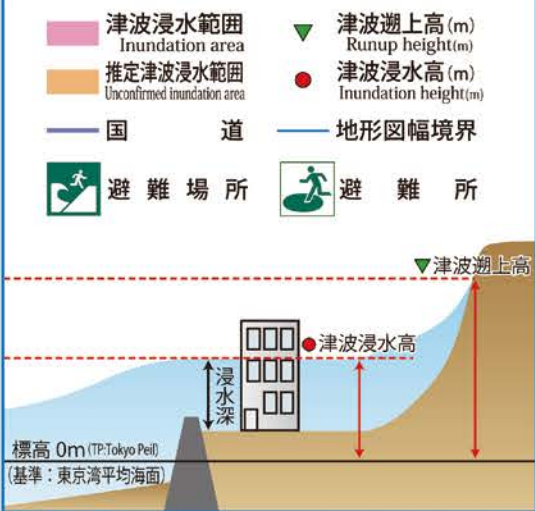 津波浸水範囲
Inundation area
津波遡上高(m)
Runup height(m)
推定津波浸水範囲
Unconfirmed inundation area
津波浸水高(m)
Inundation height(m)
国道
地形図幅境界
避難場所
避難所
津波遡上高
津波浸水高
浸水深
標高 0m(TP:Tokyo Peil)
(基準:東京湾平均海面)